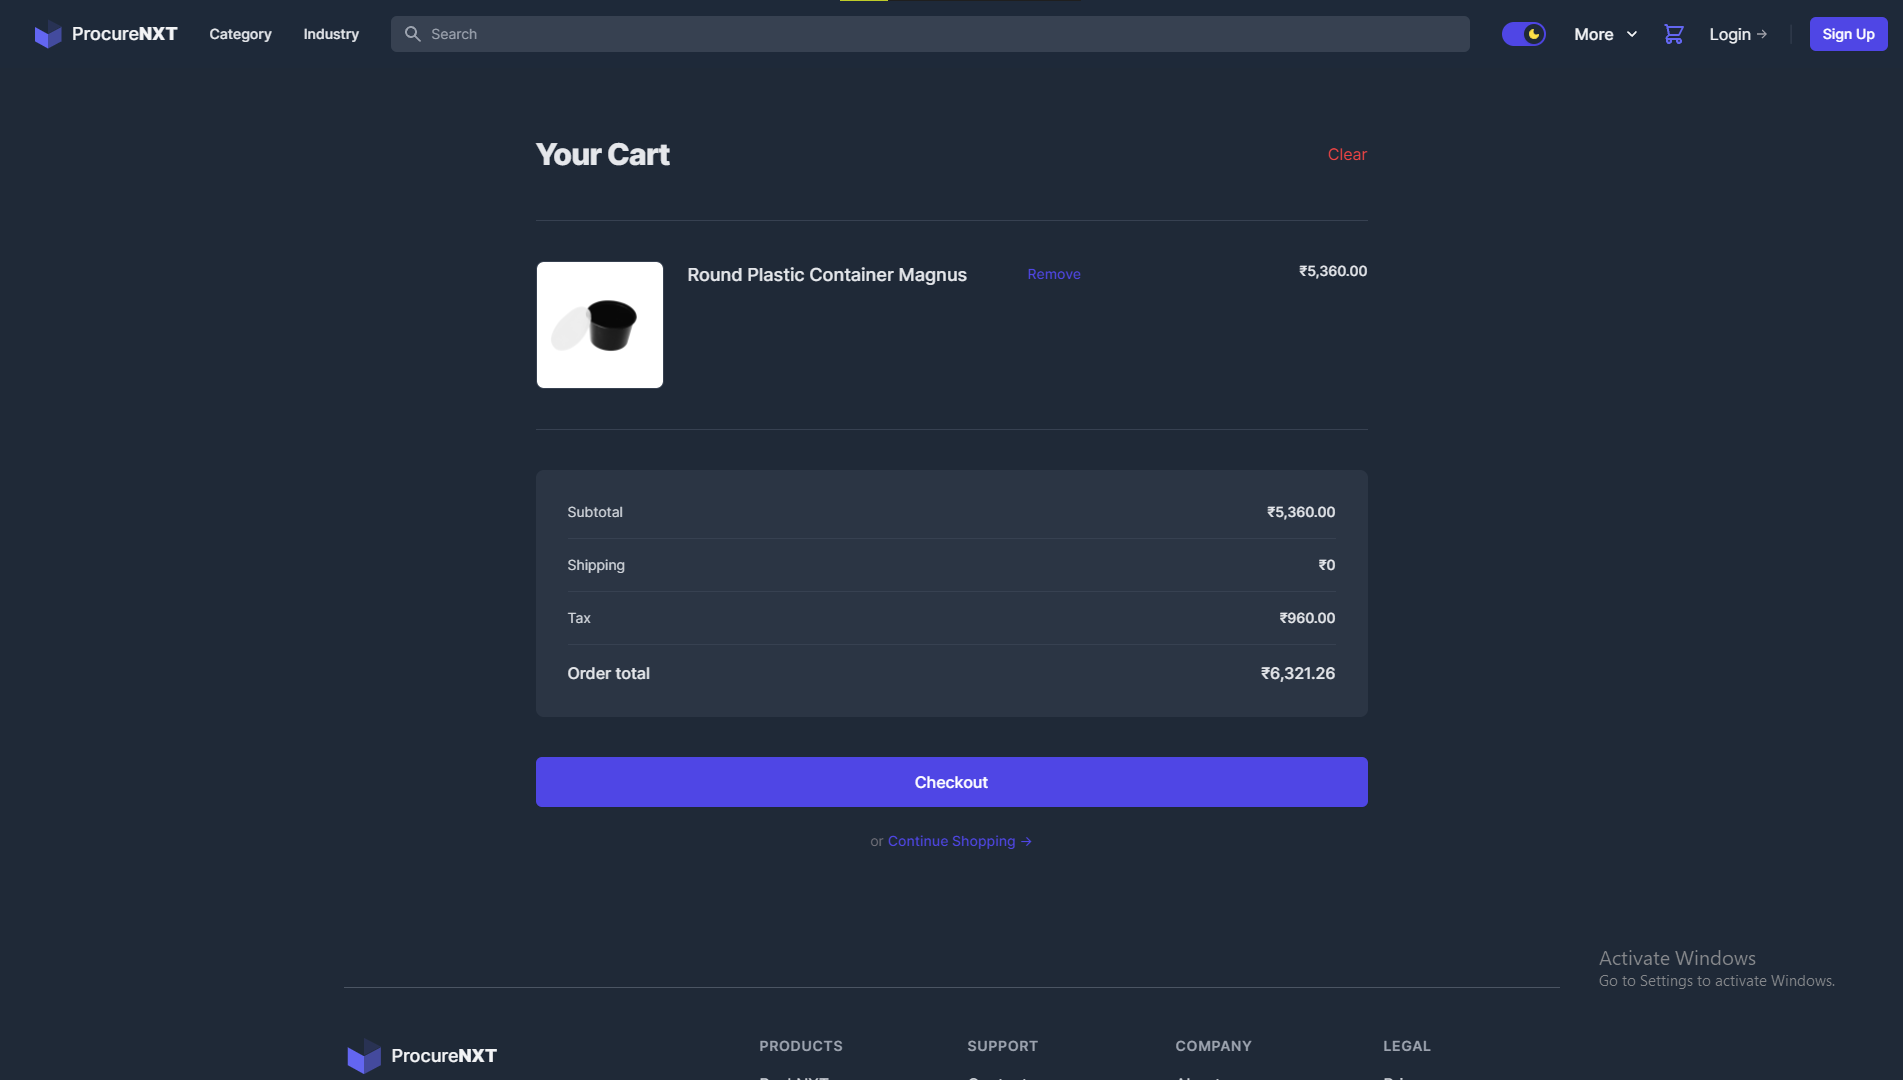 ProcureNXT
Category
Industry
Search
More
Login →
Sign Up
Your Cart
Clear
Round Plastic Container Magnus
Remove
₹5,360.00
Subtotal
₹5,360.00
Shipping
₹0
Tax
₹960.00
Order total
₹6,321.26
Checkout
or Continue Shopping →
Activate Windows
Go to Settings to activate Windows.
ProcureNXT
PRODUCTS
SUPPORT
COMPANY
LEGAL